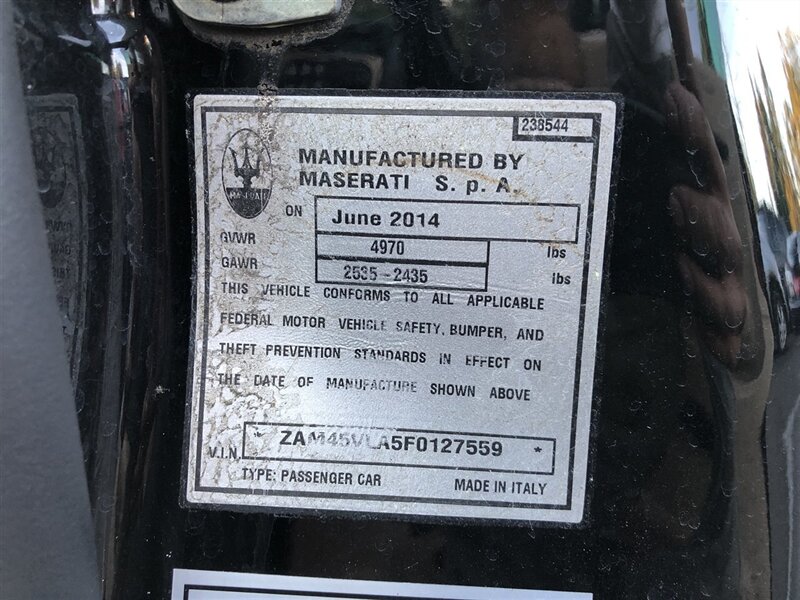 238544
MASERATI
MANUFACTURED BY
MASERATI S. p A.
ON June 2014
GVWR 4970 lbs
GAWR 2535 - 2435 lbs
THIS VEHICLE CONFORMS TO ALL APPLICABLE
FEDERAL MOTOR VEHICLE SAFETY, BUMPER, AND
THEFT PREVENTION STANDARDS IN EFFECT ON
THE DATE OF MANUFACTURE SHOWN ABOVE
V.I.N. * ZAM45VLA5F0127559 *
TYPE: PASSENGER CAR MADE IN ITALY